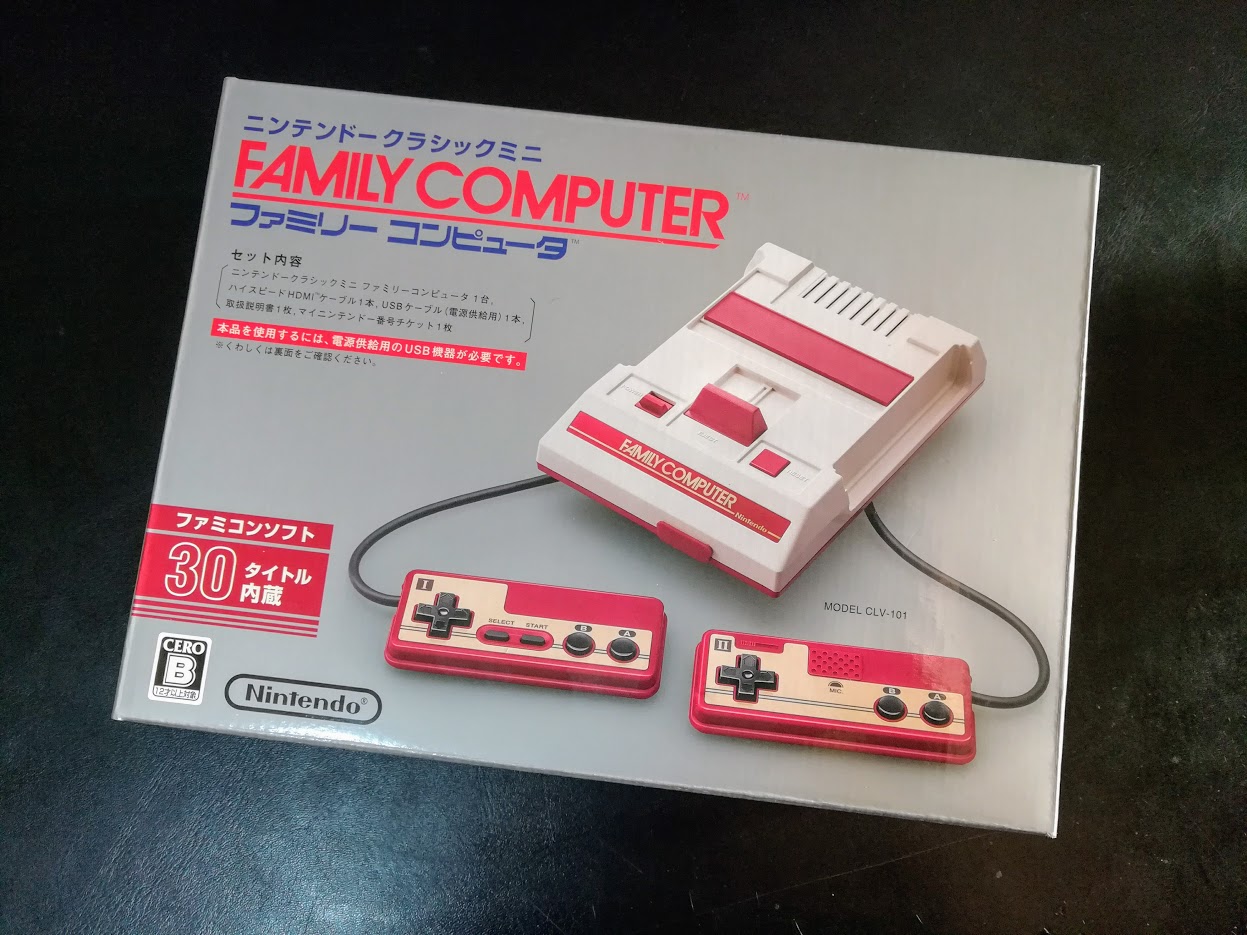 ニンテンドークラシックミニ
FAMILY COMPUTER™
ファミリー コンピュータ™
セット内容
ニンテンドークラシックミニ ファミリーコンピュータ 1台,
ハイスピードHDMI™ケーブル1本, USBケーブル(電源供給用)1本,
取扱説明書1枚, マイニンテンドー番号チケット1枚
本品を使用するには、電源供給用のUSB機器が必要です。
※くわしくは裏面をご確認ください。
FAMILY COMPUTER
Nintendo
ファミコンソフト
30 タイトル
内蔵
MODEL CLV-101
I
SELECT START
B A
II
MIC.
B A
CERO
B
12才以上対象
Nintendo®